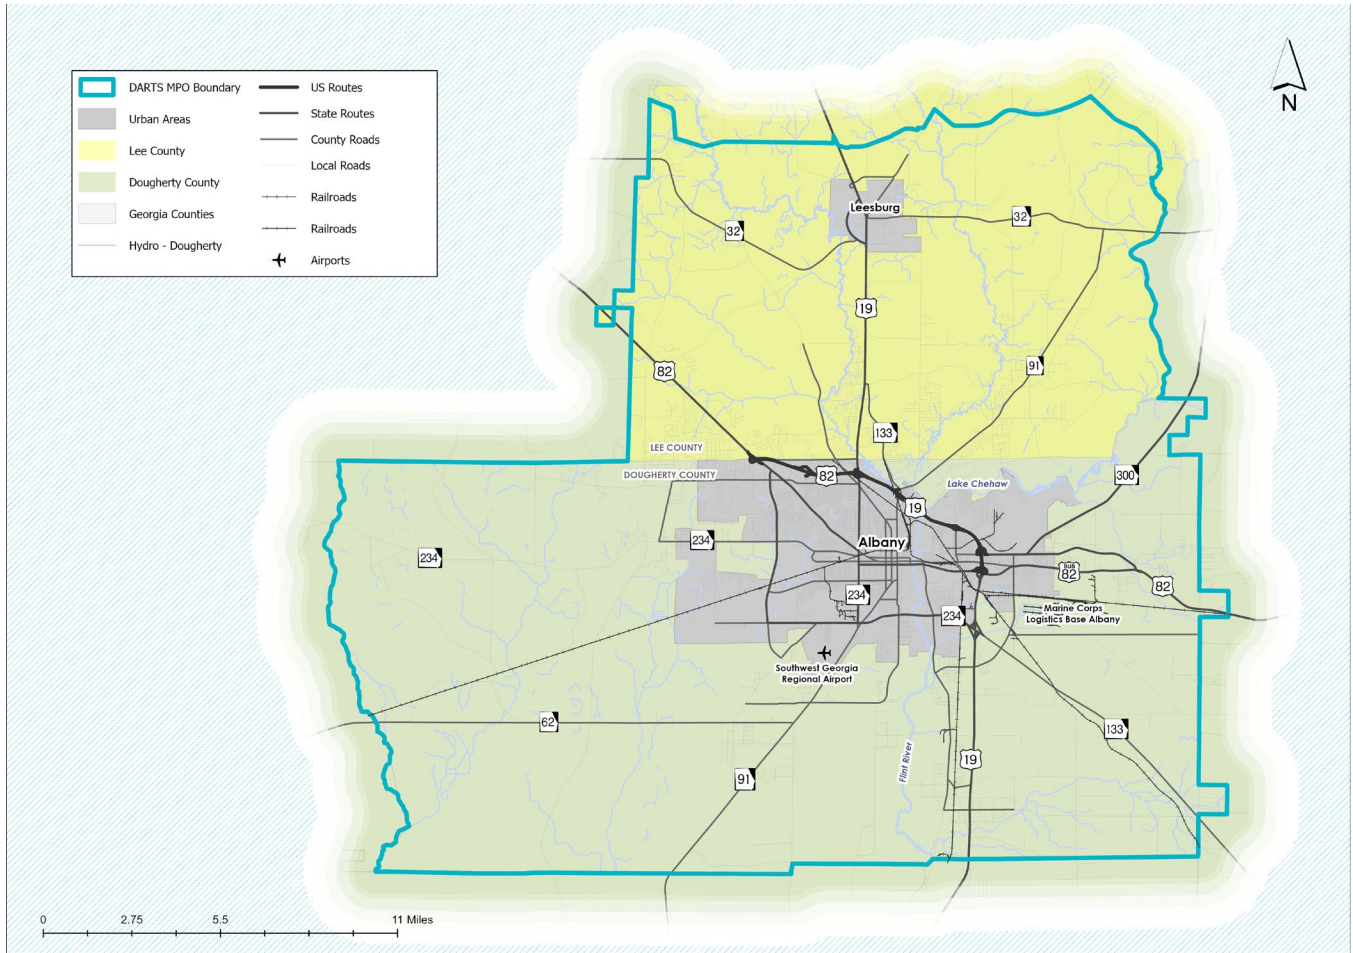 DARTS MPO Boundary
Urban Areas
Lee County
Dougherty County
Georgia Counties
Hydro - Dougherty
US Routes
State Routes
County Roads
Local Roads
Railroads
Railroads
Airports
N
Leesburg
32
32
19
82
91
133
LEE COUNTY
DOUGHERTY COUNTY
82
300
Lake Chehaw
19
234
234
Albany
BUS
82
82
234
234
Marine Corps
Logistics Base Albany
Southwest Georgia
Regional Airport
62
133
91
Flint River
19
0 2.75 5.5 11 Miles